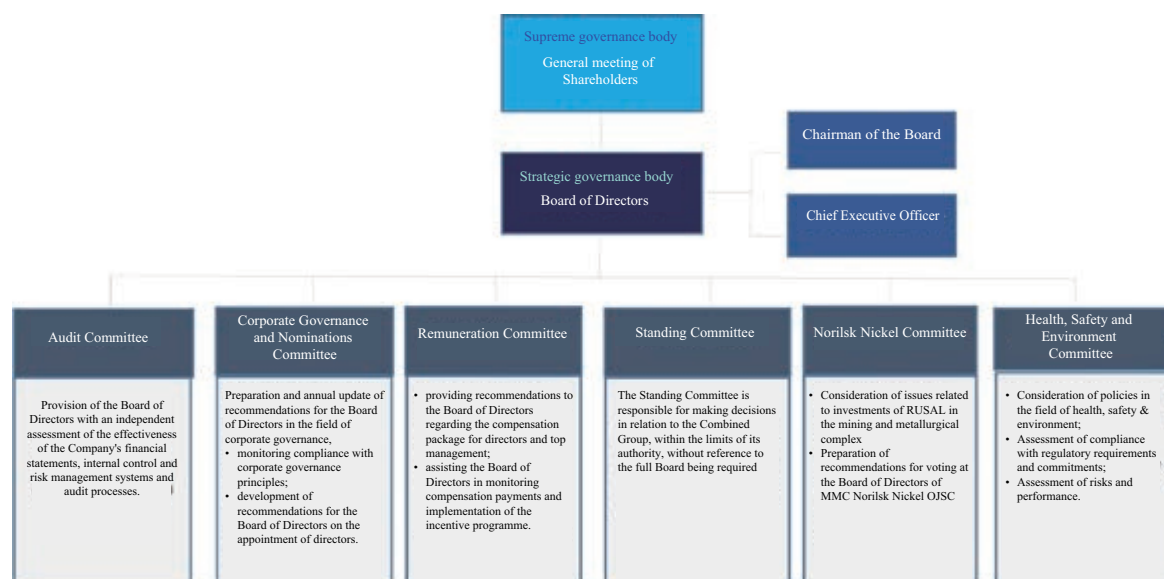 Supreme governance body
General meeting of
Shareholders
Chairman of the Board
Strategic governance body
Board of Directors
Chief Executive Officer
Audit Committee
Provision of the Board of
Directors with an independent
assessment of the effectiveness
of the Company's financial
statements, internal control and
risk management systems and
audit processes.
Corporate Governance
and Nominations
Committee
Preparation and annual update of
recommendations for the Board
of Directors in the field of
corporate governance,
• monitoring compliance with
corporate governance
principles;
• development of
recommendations for the
Board of Directors on the
appointment of directors.
Remuneration Committee
• providing recommendations to
the Board of Directors
regarding the compensation
package for directors and top
management;
• assisting the Board of
Directors in monitoring
compensation payments and
implementation of the
incentive programme.
Standing Committee
The Standing Committee is
responsible for making decisions
in relation to the Combined
Group, within the limits of its
authority, without reference to
the full Board being required
Norilsk Nickel Committee
• Consideration of issues related
to investments of RUSAL in
the mining and metallurgical
complex
• Preparation of
recommendations for voting at
the Board of Directors of
MMC Norilsk Nickel OJSC
Health, Safety and
Environment
Committee
• Consideration of policies in
the field of health, safety &
environment;
• Assessment of compliance
with regulatory requirements
and commitments;
• Assessment of risks and
performance.